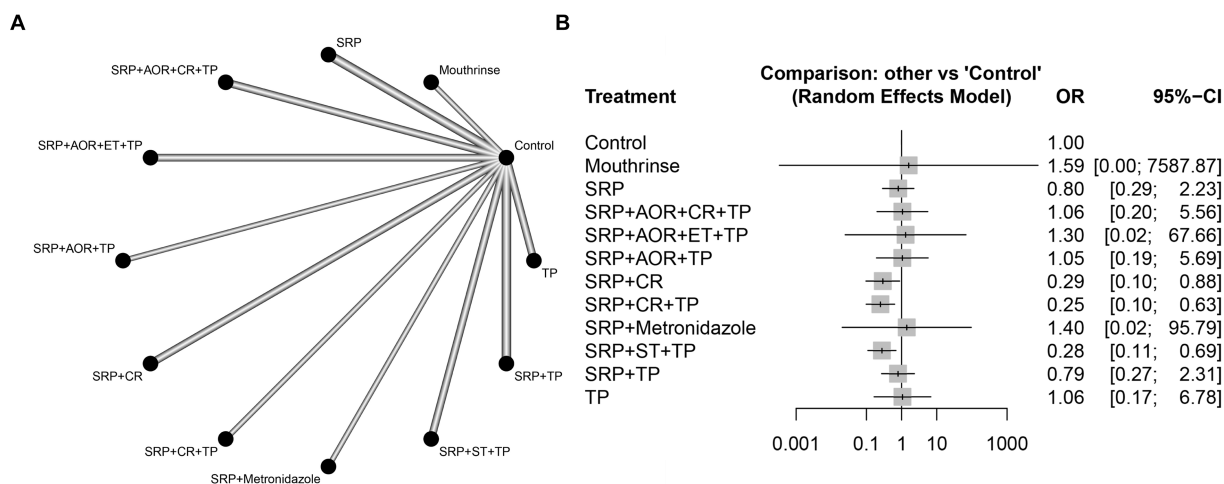 A
SRP
SRP+AOR+CR+TP
Mouthrinse
SRP+AOR+ET+TP
Control
SRP+AOR+TP
TP
SRP+CR
SRP+TP
SRP+CR+TP
SRP+ST+TP
SRP+Metronidazole
B
Comparison: other vs 'Control'
Treatment (Random Effects Model) OR 95%−CI
Control 1.00
Mouthrinse 1.59 [0.00; 7587.87]
SRP 0.80 [0.29; 2.23]
SRP+AOR+CR+TP 1.06 [0.20; 5.56]
SRP+AOR+ET+TP 1.30 [0.02; 67.66]
SRP+AOR+TP 1.05 [0.19; 5.69]
SRP+CR 0.29 [0.10; 0.88]
SRP+CR+TP 0.25 [0.10; 0.63]
SRP+Metronidazole 1.40 [0.02; 95.79]
SRP+ST+TP 0.28 [0.11; 0.69]
SRP+TP 0.79 [0.27; 2.31]
TP 1.06 [0.17; 6.78]
0.001 0.1 1 10 1000